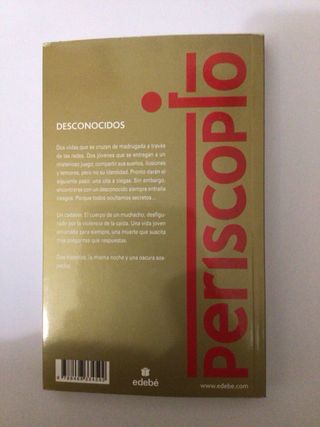 DESCONOCIDOS
Dos vidas que se cruzan de madrugada a través
de las redes. Dos jóvenes que se entregan a un
misterioso juego: compartir sus sueños, ilusiones
y temores, pero no su identidad. Pronto darán el
siguiente paso: una cita a ciegas. Sin embargo,
encontrarse con un desconocido siempre entraña
riesgos. Porque todos ocultamos secretos...
Un cadáver. El cuerpo de un muchacho, desfigu-
rado por la violencia de la caída. Una vida joven
arruinada para siempre, una muerte que suscita
más preguntas que respuestas.
Dos historias, la misma noche y una oscura sos-
pecha.
periscopio
edebé
www.edebe.com